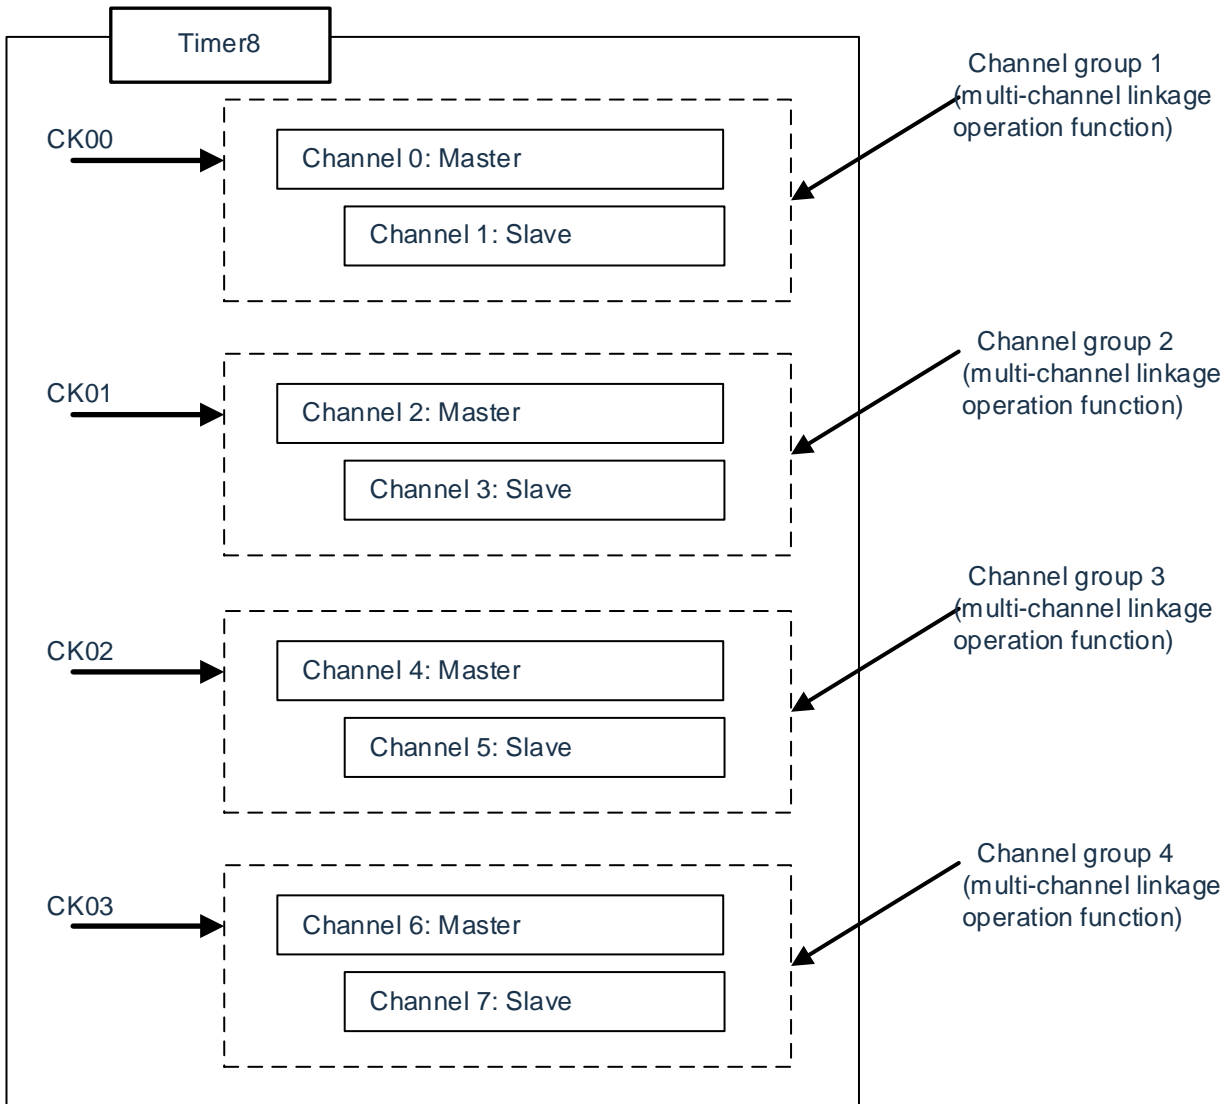 Timer8
Channel group 1
(multi-channel linkage
operation function)
CK00
Channel 0: Master
Channel 1: Slave
Channel group 2
(multi-channel linkage
operation function)
CK01
Channel 2: Master
Channel 3: Slave
Channel group 3
(multi-channel linkage
operation function)
CK02
Channel 4: Master
Channel 5: Slave
Channel group 4
(multi-channel linkage
operation function)
CK03
Channel 6: Master
Channel 7: Slave